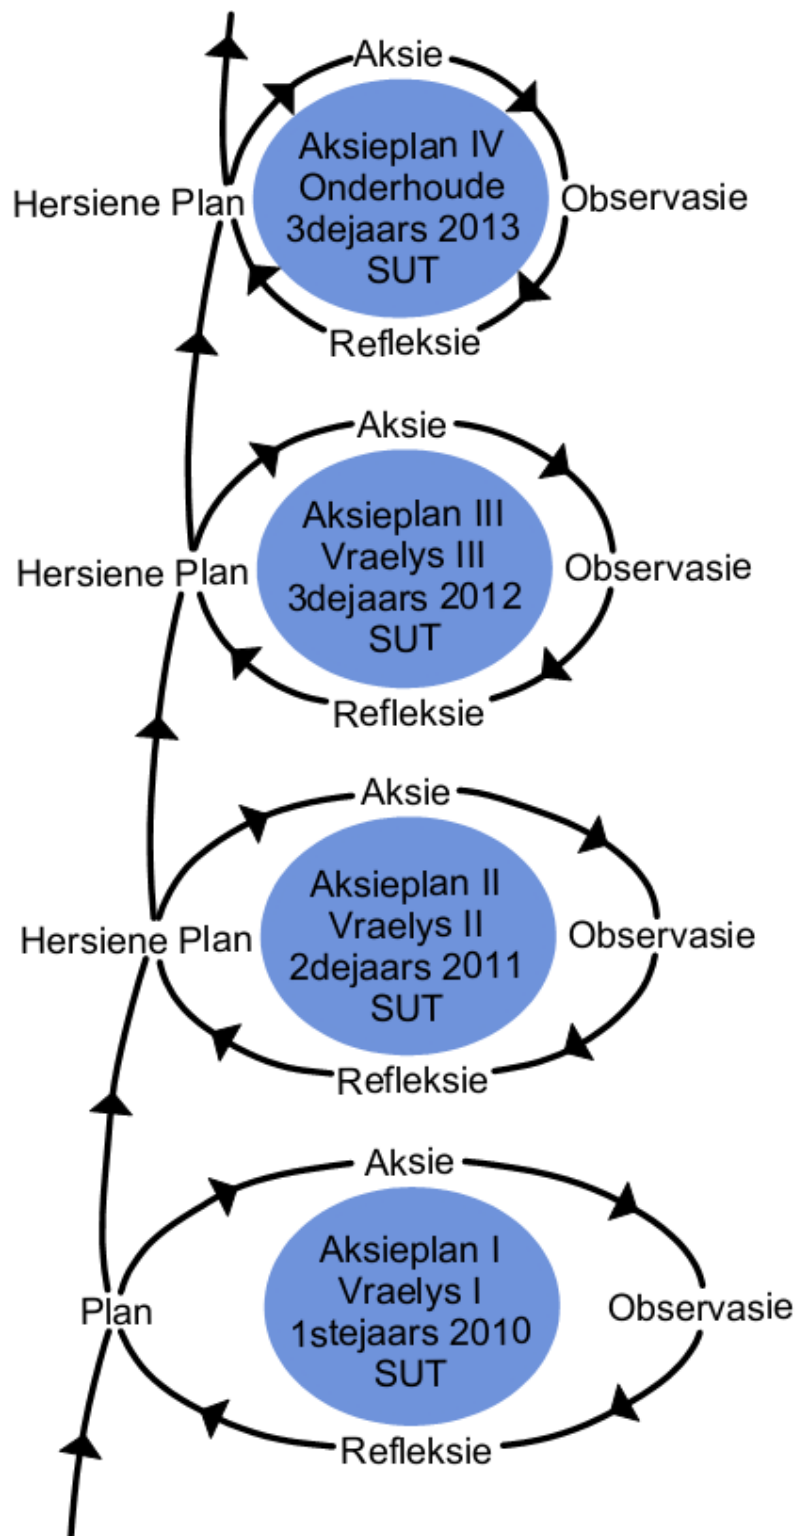 Aksie
Aksieplan IV
Onderhoude
3dejaars 2013
SUT
Hersiene Plan
Observasie
Refleksie
Aksie
Aksieplan III
Vraelys III
3dejaars 2012
SUT
Hersiene Plan
Observasie
Refleksie
Aksie
Aksieplan II
Vraelys II
2dejaars 2011
SUT
Hersiene Plan
Observasie
Refleksie
Aksie
Aksieplan I
Vraelys I
1stejaars 2010
SUT
Plan
Observasie
Refleksie